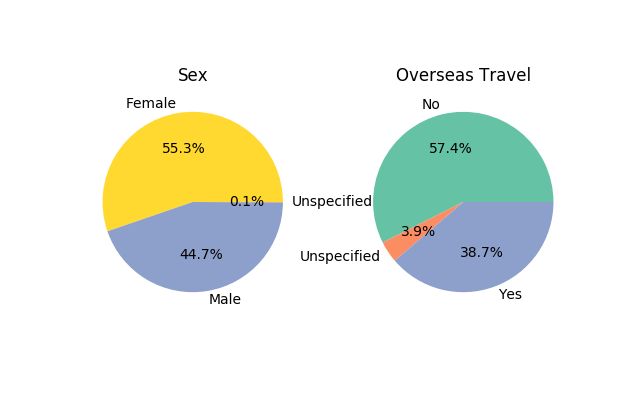 Sex
Female
55.3%
0.1%
Unspecified
44.7%
Male
Overseas Travel
No
57.4%
3.9%
Unspecified
38.7%
Yes